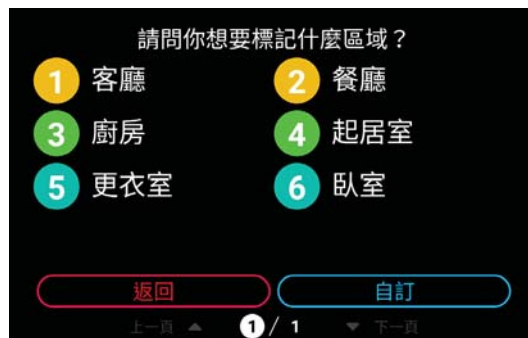 請問你想要標記什麼區域？
1 客廳 2 餐廳
3 廚房 4 起居室
5 更衣室 6 臥室
返回 自訂
上一頁 ▲ 1 / 1 ▼ 下一頁